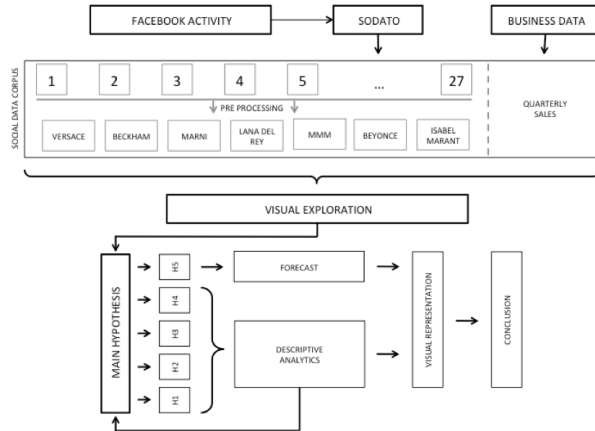 FACEBOOK ACTIVITY
SODATO
BUSINESS DATA
SOCIAL DATA CORPUS
1 2 3 4 5 ... 27
PRE PROCESSING
QUARTERLY
SALES
VERSACE
BECKHAM
MARNI
LANA DEL
REY
MMM
BEYONCE
ISABEL
MARANT
VISUAL EXPLORATION
MAIN HYPOTHESIS
H5
H4
H3
H2
H1
FORECAST
DESCRIPTIVE
ANALYTICS
VISUAL REPRESENTATION
CONCLUSION